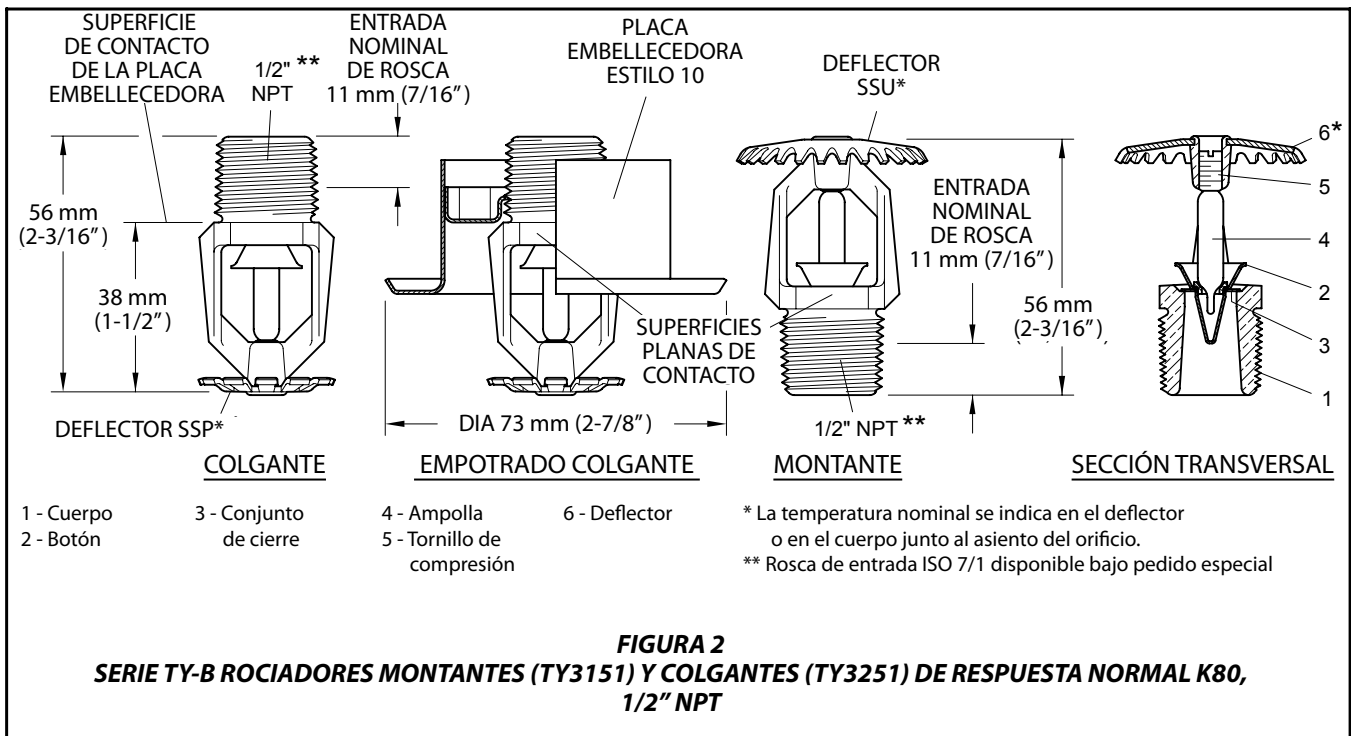 SUPERFICIE
DE CONTACTO
DE LA PLACA
EMBELLECEDORA
1/2" **
NPT
ENTRADA
NOMINAL
DE ROSCA
11 mm (7/16”)
PLACA
EMBELLECEDORA
ESTILO 10
DEFLECTOR
SSU*
56 mm
(2-3/16”)
38 mm
(1-1/2”)
DEFLECTOR SSP*
DIA 73 mm (2-7/8”)
SUPERFICIES
PLANAS DE
CONTACTO
ENTRADA
NOMINAL
DE ROSCA
11 mm (7/16”)
56 mm
(2-3/16”)
1/2" NPT **
6*
5
4
2
3
1
COLGANTE
EMPOTRADO COLGANTE
MONTANTE
SECCIÓN TRANSVERSAL
1 - Cuerpo
2 - Botón
3 - Conjunto
de cierre
4 - Ampolla
5 - Tornillo de
compresión
6 - Deflector
* La temperatura nominal se indica en el deflector
o en el cuerpo junto al asiento del orificio.
** Rosca de entrada ISO 7/1 disponible bajo pedido especial
FIGURA 2
SERIE TY-B ROCIADORES MONTANTES (TY3151) Y COLGANTES (TY3251) DE RESPUESTA NORMAL K80,
1/2” NPT